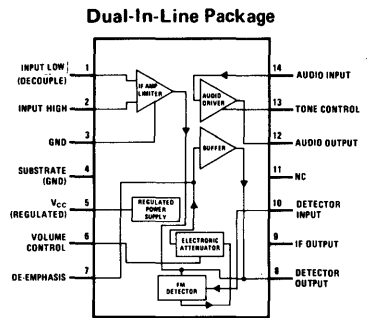 Dual-In-Line Package
INPUT LOW
(DECOUPLE)
1
INPUT HIGH
2
GND
3
SUBSTRATE
(GND)
4
VCC
(REGULATED)
5
VOLUME
CONTROL
6
DE-EMPHASIS
7
IF AMP
LIMITER
AUDIO
DRIVER
BUFFER
REGULATED
POWER
SUPPLY
ELECTRONIC
ATTENUATOR
FM
DETECTOR
14
AUDIO INPUT
13
TONE CONTROL
12
AUDIO OUTPUT
11
NC
10
DETECTOR
INPUT
9
IF OUTPUT
8
DETECTOR
OUTPUT